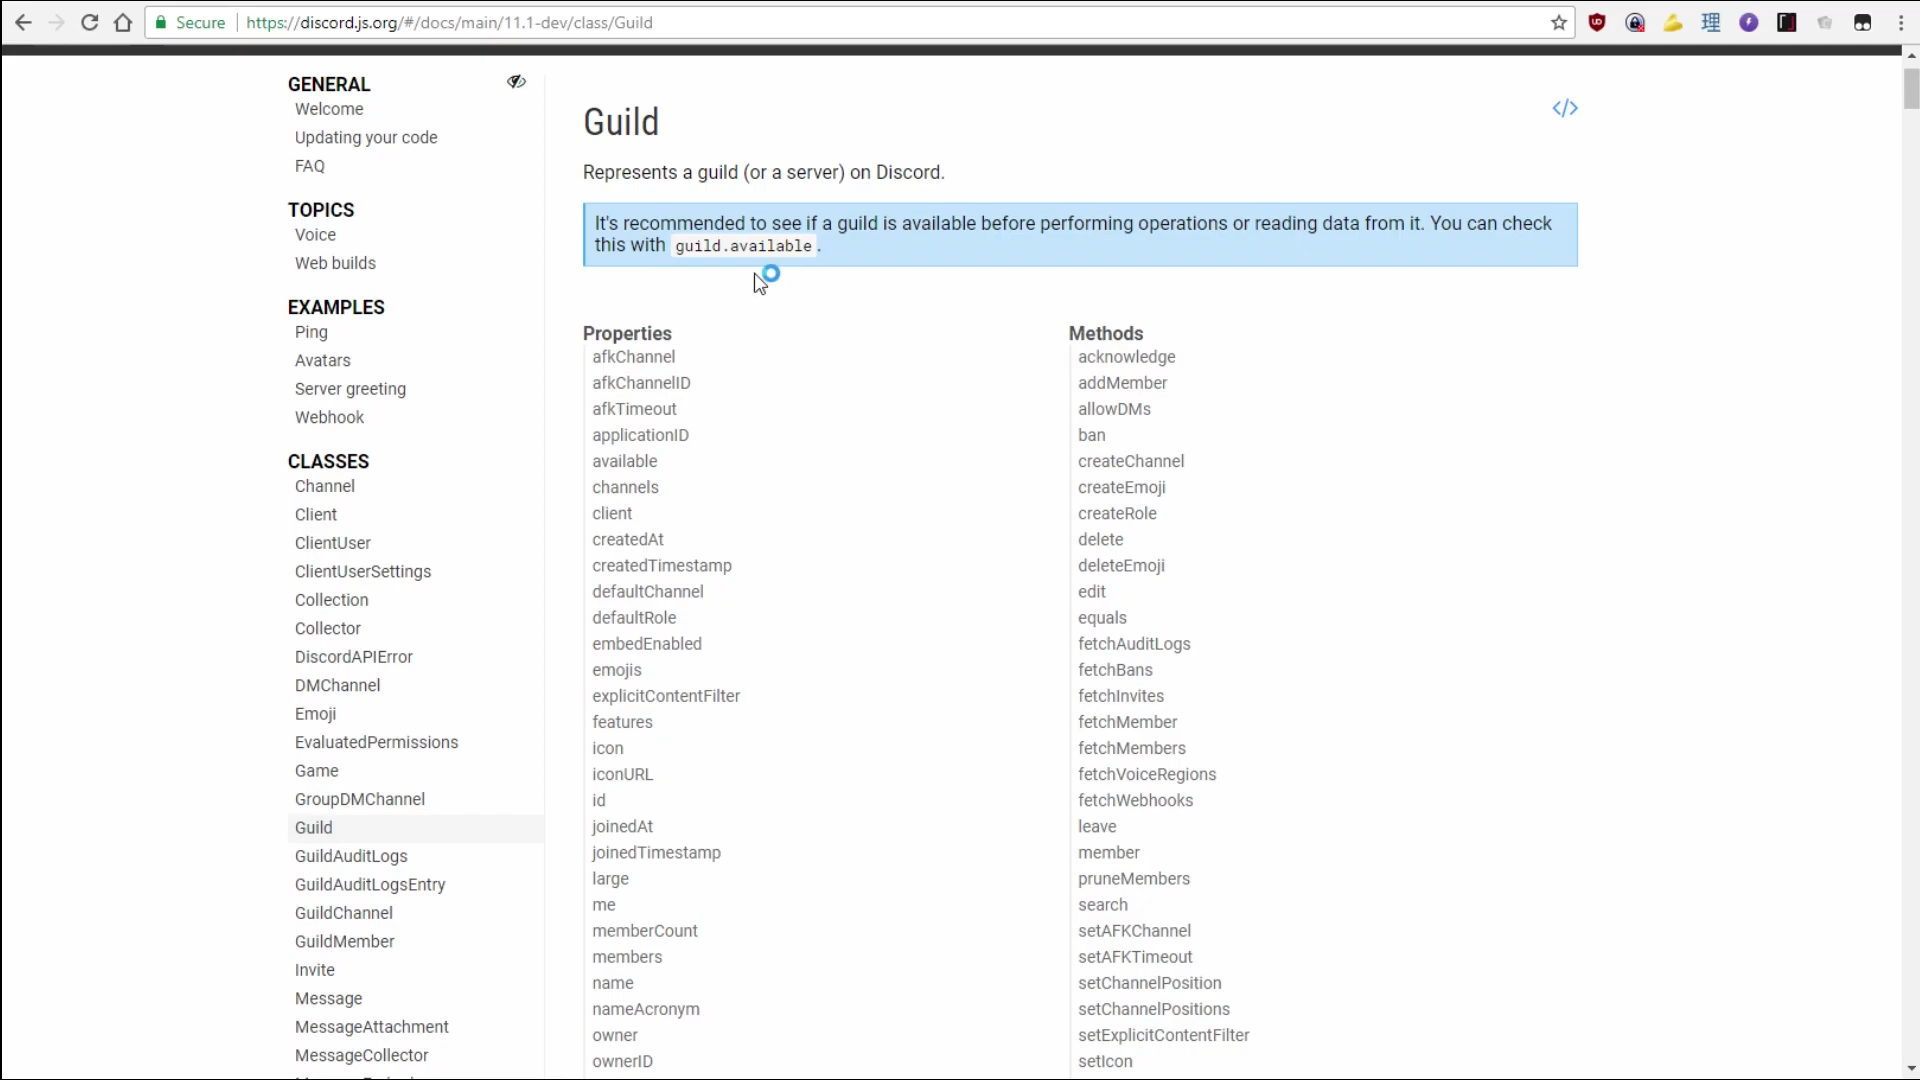 Secure https://discord.js.org/#/docs/main/11.1-dev/class/Guild
GENERAL
Welcome
Updating your code
FAQ
TOPICS
Voice
Web builds
EXAMPLES
Ping
Avatars
Server greeting
Webhook
CLASSES
Channel
Client
ClientUser
ClientUserSettings
Collection
Collector
DiscordAPIError
DMChannel
Emoji
EvaluatedPermissions
Game
GroupDMChannel
Guild
GuildAuditLogs
GuildAuditLogsEntry
GuildChannel
GuildMember
Invite
Message
MessageAttachment
MessageCollector
Guild
</>
Represents a guild (or a server) on Discord.
It's recommended to see if a guild is available before performing operations or reading data from it. You can check
this with guild.available.
Properties
afkChannel
afkChannelID
afkTimeout
applicationID
available
channels
client
createdAt
createdTimestamp
defaultChannel
defaultRole
embedEnabled
emojis
explicitContentFilter
features
icon
iconURL
id
joinedAt
joinedTimestamp
large
me
memberCount
members
name
nameAcronym
owner
ownerID
Methods
acknowledge
addMember
allowDMs
ban
createChannel
createEmoji
createRole
delete
deleteEmoji
edit
equals
fetchAuditLogs
fetchBans
fetchInvites
fetchMember
fetchMembers
fetchVoiceRegions
fetchWebhooks
leave
member
pruneMembers
search
setAFKChannel
setAFKTimeout
setChannelPosition
setChannelPositions
setExplicitContentFilter
setIcon
理